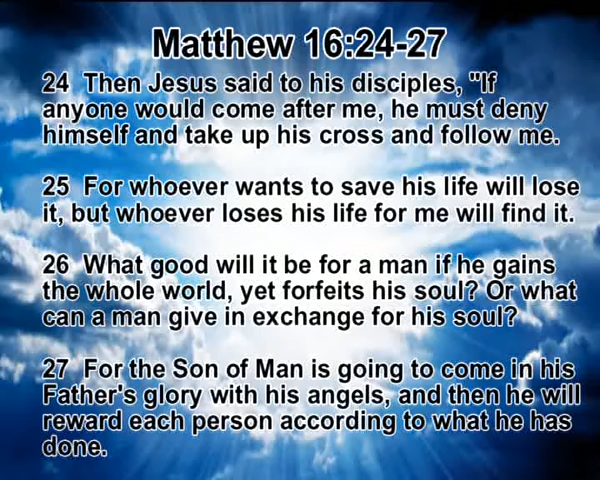 Matthew 16:24-27
24 Then Jesus said to his disciples, "If
anyone would come after me, he must deny
himself and take up his cross and follow me.
25 For whoever wants to save his life will lose
it, but whoever loses his life for me will find it.
26 What good will it be for a man if he gains
the whole world, yet forfeits his soul? Or what
can a man give in exchange for his soul?
27 For the Son of Man is going to come in his
Father's glory with his angels, and then he will
reward each person according to what he has
done.